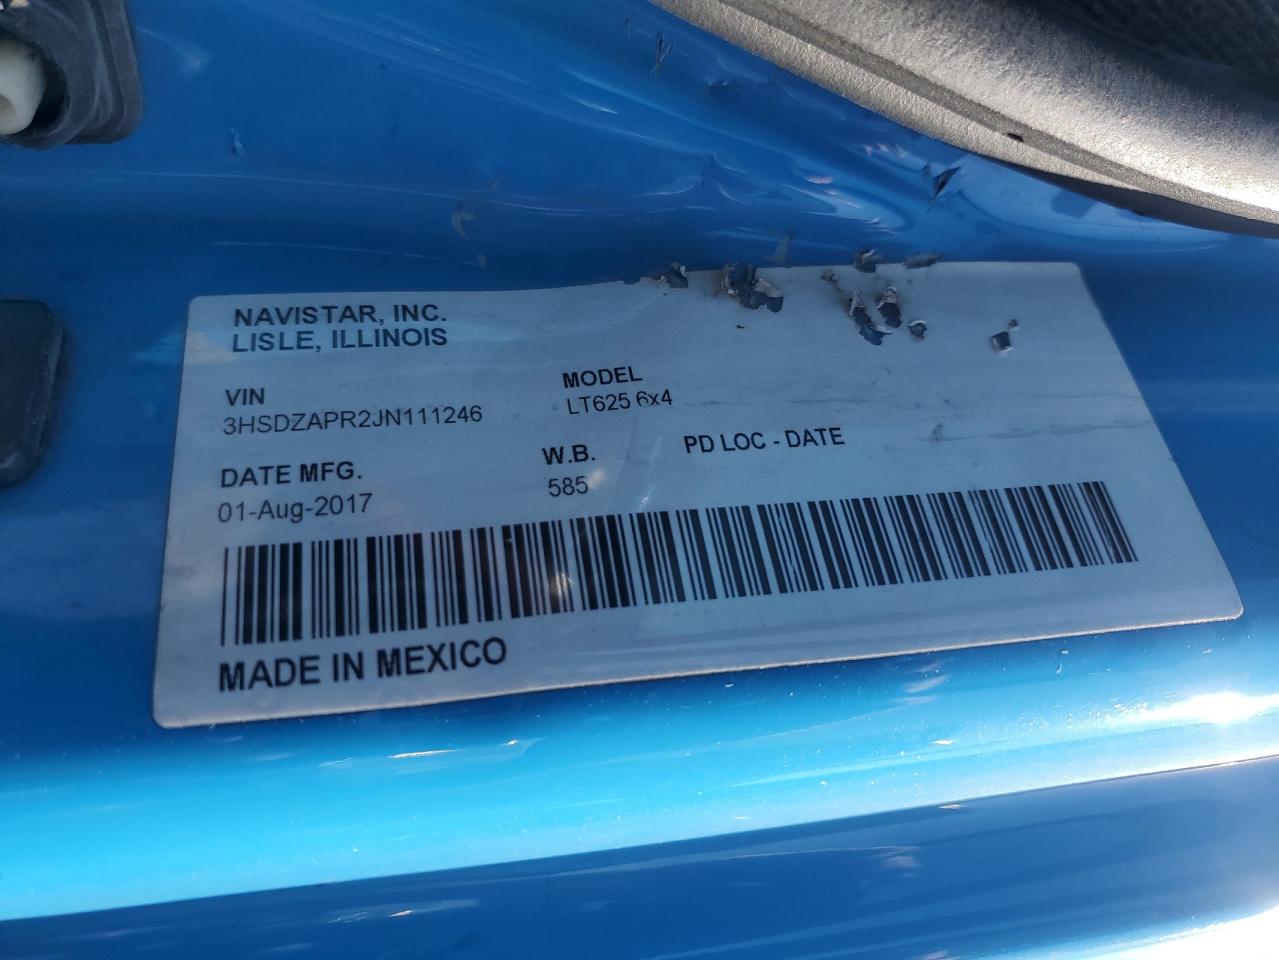 NAVISTAR, INC.
LISLE, ILLINOIS
VIN
3HSDZAPR2JN111246
MODEL
LT625 6x4
DATE MFG.
01-Aug-2017
W.B.
585
PD LOC - DATE
MADE IN MEXICO